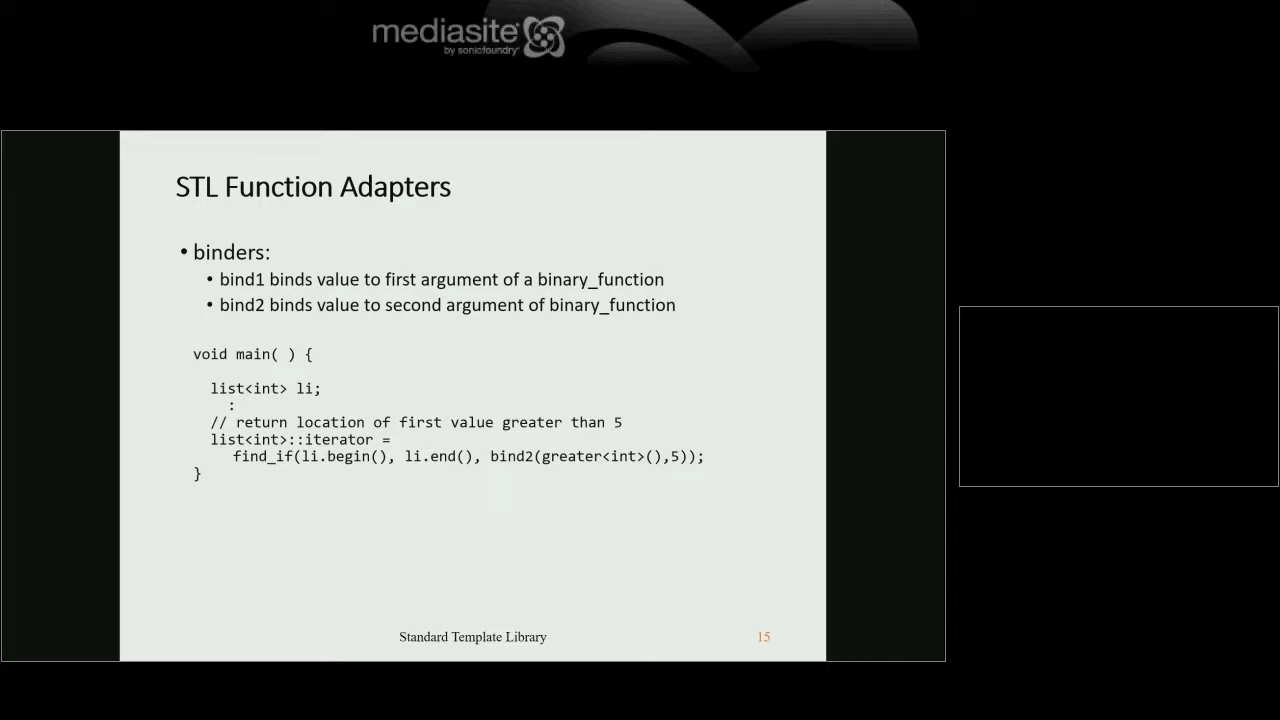 mediasite
by sonicfoundry
STL Function Adapters
• binders:
• bind1 binds value to first argument of a binary_function
• bind2 binds value to second argument of binary_function
void main( ) {
list<int> li;
:
// return location of first value greater than 5
list<int>::iterator =
find_if(li.begin(), li.end(), bind2(greater<int>(),5));
}
Standard Template Library
15